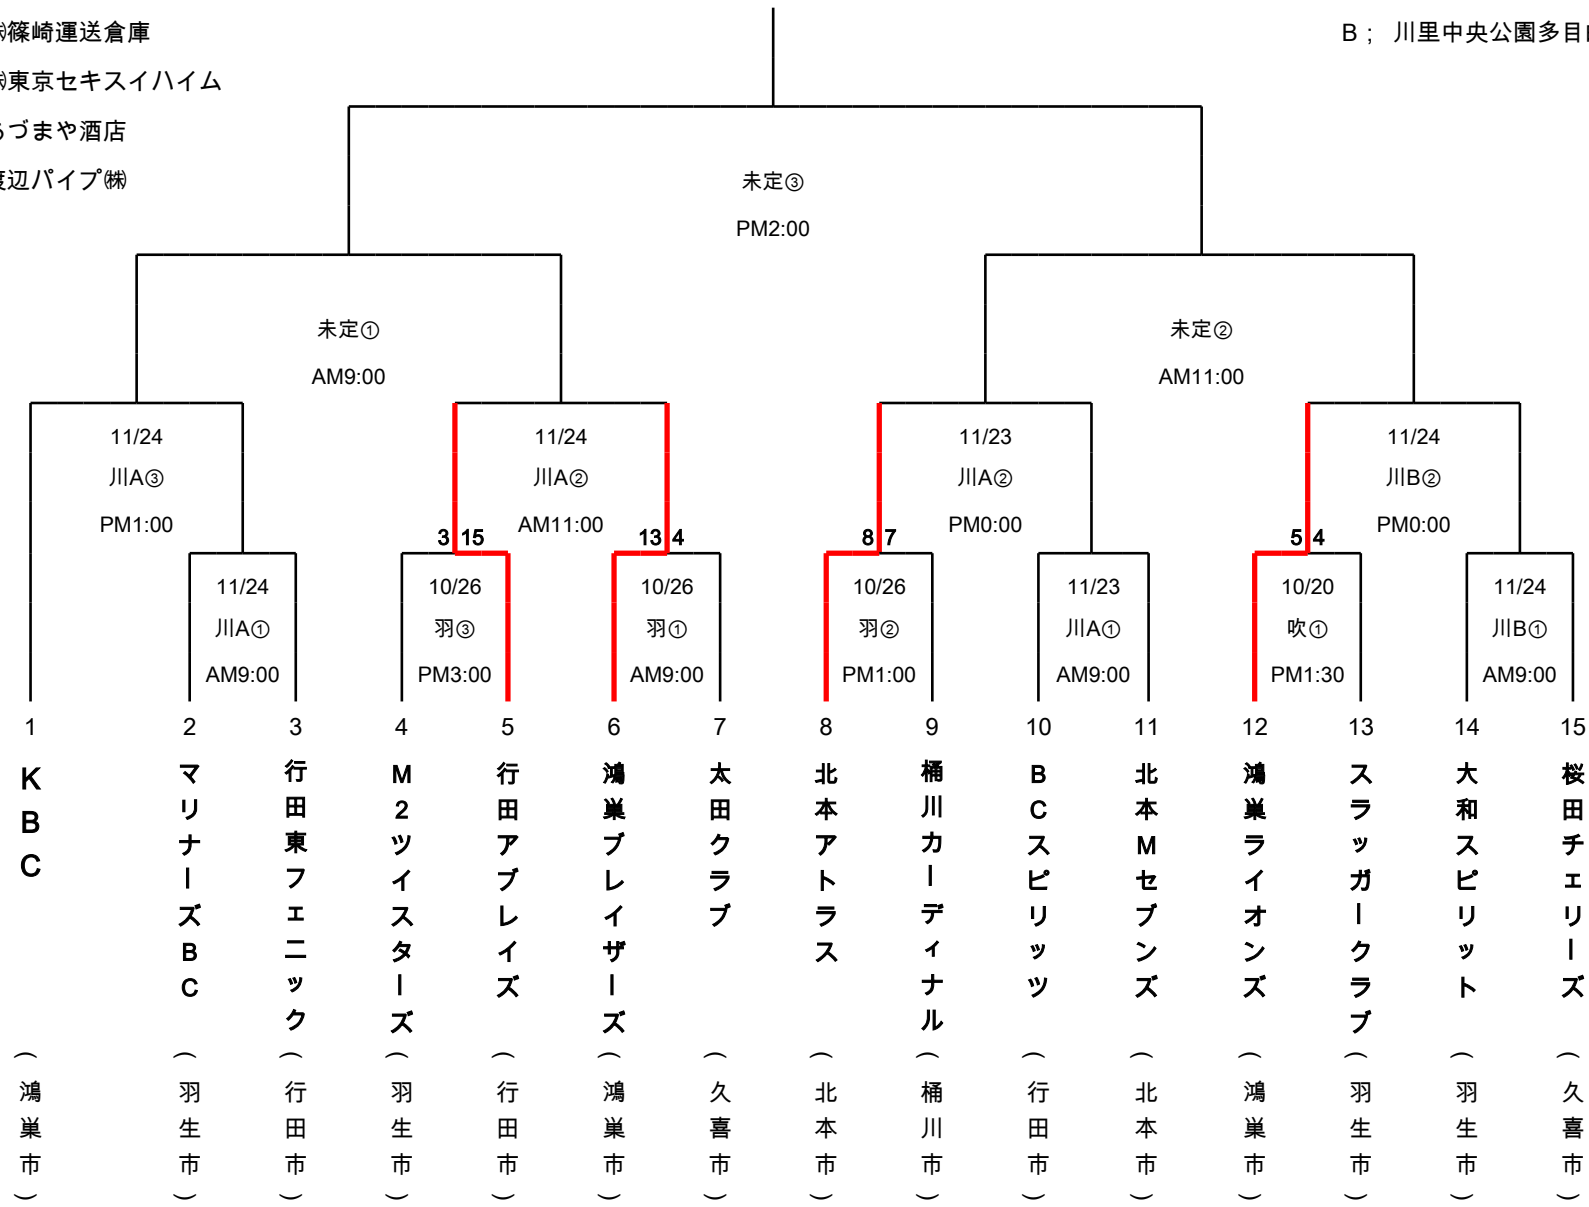 篠崎運送倉庫
B； 川里中央公園多目
東京セキスイハイム
づまや酒店
辺パイプ㈱
未定③
PM2:00
未定①
AM9:00
未定②
AM11:00
11/24
川A③
PM1:00
11/24
川A②
AM11:00
11/23
川A②
PM0:00
11/24
川B②
PM0:00
3 15
13 4
8 7
5 4
11/24
川A①
AM9:00
10/26
羽③
PM3:00
10/26
羽①
AM9:00
10/26
羽②
PM1:00
11/23
川A①
AM9:00
10/20
吹①
PM1:30
11/24
川B①
AM9:00
1
KBC
(鴻巣市)
2
マリナーズBC
(羽生市)
3
行田東フェニック
(行田市)
4
M2ツイスターズ
(羽生市)
5
行田アブレイズ
(行田市)
6
鴻巣ブレイザーズ
(鴻巣市)
7
太田クラブ
(久喜市)
8
北本アトラス
(北本市)
9
桶川カーディナル
(桶川市)
10
BCスピリッツ
(行田市)
11
北本Mセブンズ
(北本市)
12
鴻巣ライオンズ
(鴻巣市)
13
スラッガークラブ
(羽生市)
14
大和スピリット
(羽生市)
15
桜田チェリーズ
(久喜市)